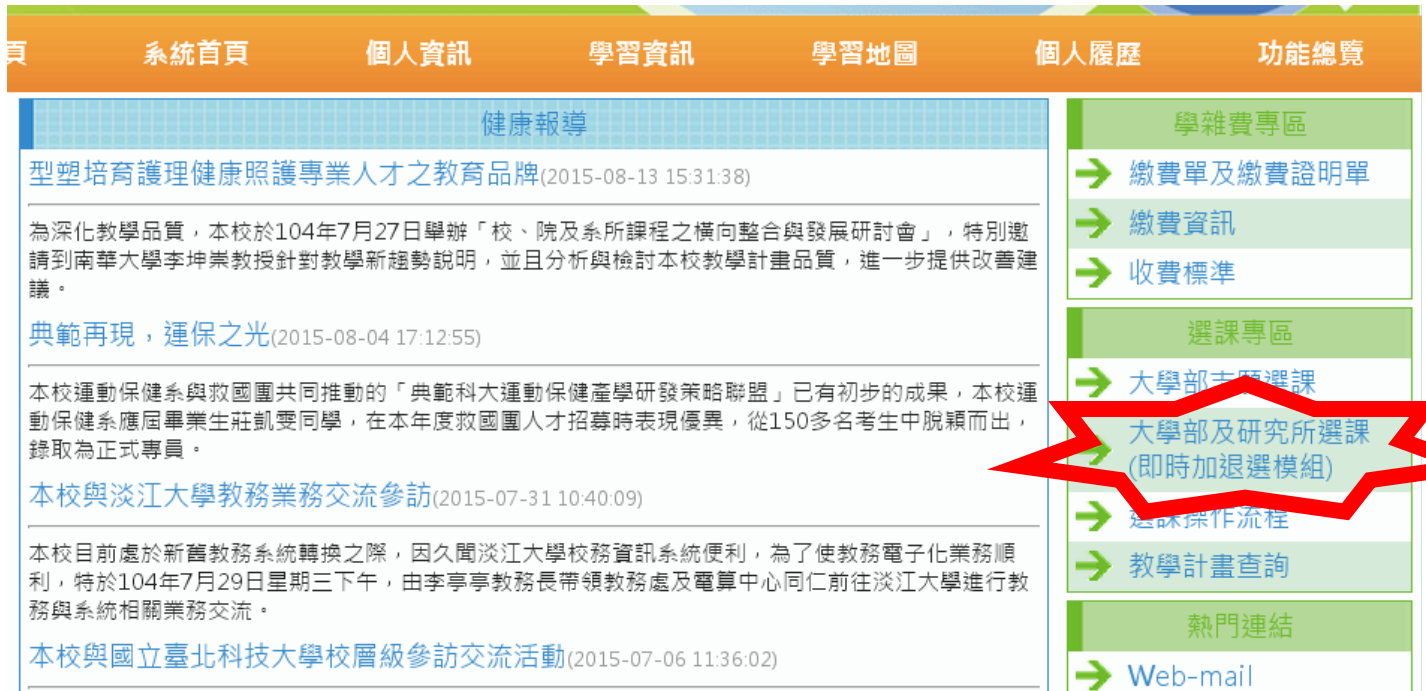 頁 系統首頁 個人資訊 學習資訊 學習地圖 個人履歷 功能總覽
健康報導
型塑培育護理健康照護專業人才之教育品牌(2015-08-13 15:31:38)
為深化教學品質，本校於104年7月27日舉辦「校、院及系所課程之橫向整合與發展研討會」，特別邀
請到南華大學李坤崇教授針對教學新趨勢說明，並且分析與檢討本校教學計畫品質，進一步提供改善建
議。
典範再現，運保之光(2015-08-04 17:12:55)
本校運動保健系與救國團共同推動的「典範科大運動保健產學研發策略聯盟」已有初步的成果，本校運
動保健系應屆畢業生莊凱雯同學，在本年度救國團人才招募時表現優異，從150多名考生中脫穎而出，
錄取為正式專員。
本校與淡江大學教務業務交流參訪(2015-07-31 10:40:09)
本校目前處於新舊教務系統轉換之際，因久聞淡江大學校務資訊系統便利，為了使教務電子化業務順
利，特於104年7月29日星期三下午，由李亭亭教務長帶領教務處及電算中心同仁前往淡江大學進行教
務與系統相關業務交流。
本校與國立臺北科技大學校層級參訪交流活動(2015-07-06 11:36:02)
學雜費專區
繳費單及繳費證明單
繳費資訊
收費標準
選課專區
大學部志願選課
大學部及研究所選課
(即時加退選模組)
選課操作流程
教學計畫查詢
熱門連結
Web-mail